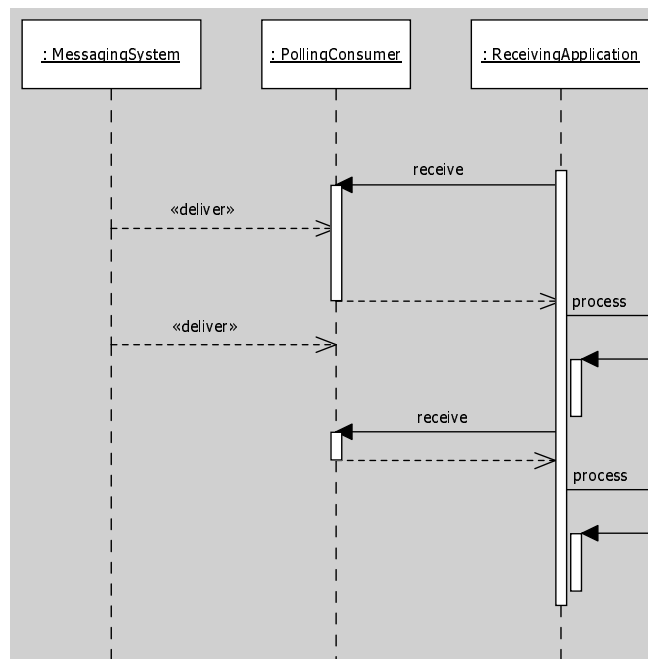 : MessagingSystem
: PollingConsumer
: ReceivingApplication
receive
«deliver»
process
«deliver»
receive
process